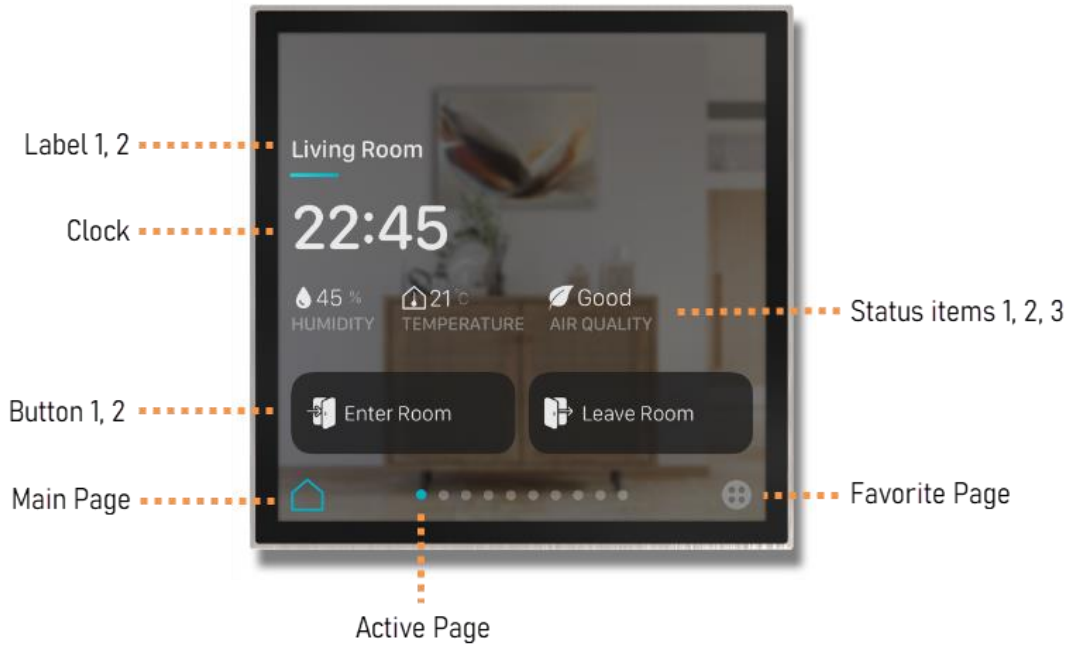 Label 1, 2
Living Room
Clock
22:45
45 % 21 °C Good
HUMIDITY TEMPERATURE AIR QUALITY
Status items 1, 2, 3
Button 1, 2
Enter Room Leave Room
Main Page
Favorite Page
Active Page